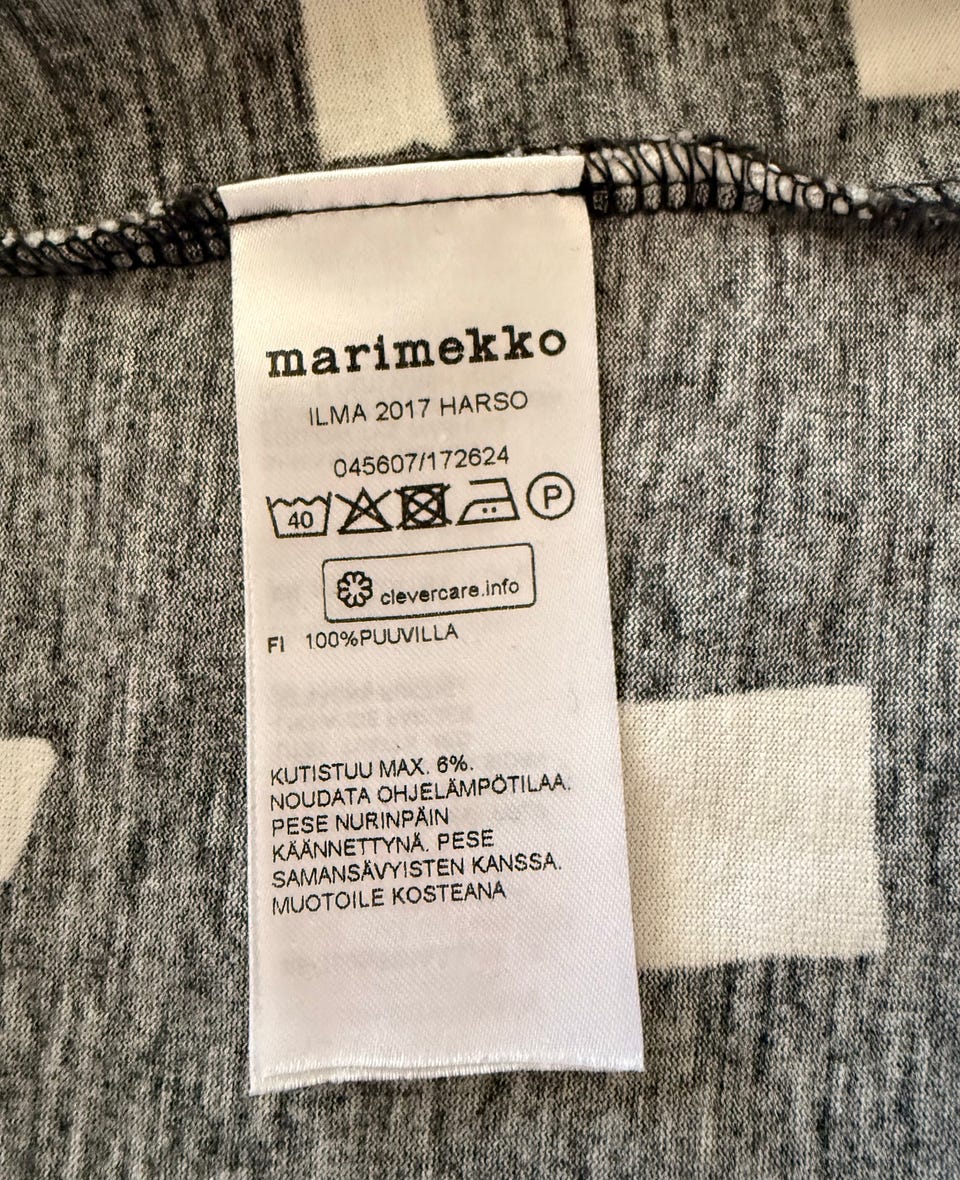 marimekko
ILMA 2017 HARSO
045607/172624
40 P
clevercare.info
FI 100%PUUVILLA
KUTISTUU MAX. 6%.
NOUDATA OHJELÄMPÖTILAA.
PESE NURINPÄIN
KÄÄNNETTYNÄ. PESE
SAMANSÄVYISTEN KANSSA.
MUOTOILE KOSTEANA